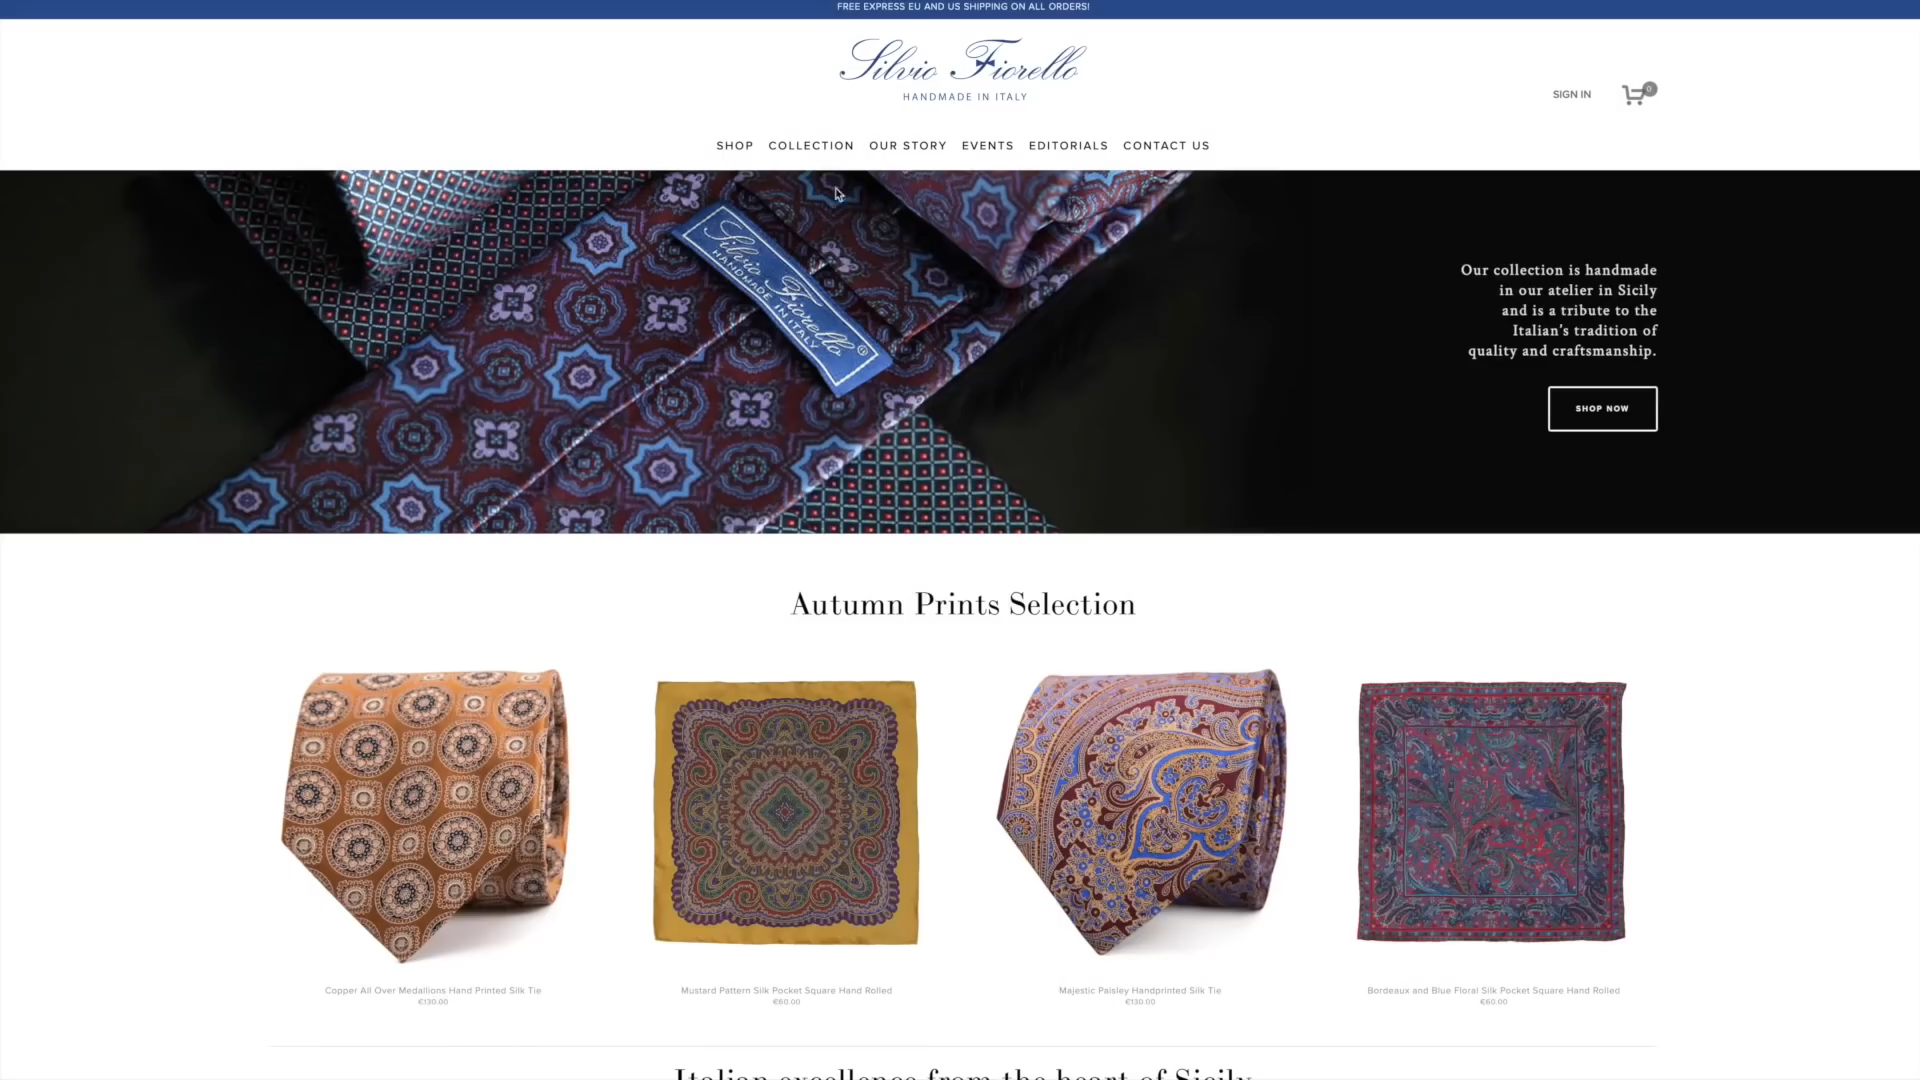 FREE EXPRESS EU AND US SHIPPING ON ALL ORDERS!
Silvio Fiorello
HANDMADE IN ITALY
SIGN IN
0
SHOP COLLECTION OUR STORY EVENTS EDITORIALS CONTACT US
Silvio Fiorello ®
HANDMADE IN ITALY
Our collection is handmade
in our atelier in Sicily
and is a tribute to the
Italian's tradition of
quality and craftsmanship.
SHOP NOW
Autumn Prints Selection
Copper All Over Medallions Hand Printed Silk Tie
€130.00
Mustard Pattern Silk Pocket Square Hand Rolled
€60.00
Majestic Paisley Handprinted Silk Tie
€130.00
Bordeaux and Blue Floral Silk Pocket Square Hand Rolled
€60.00
Italian excellence from the heart of Sicily